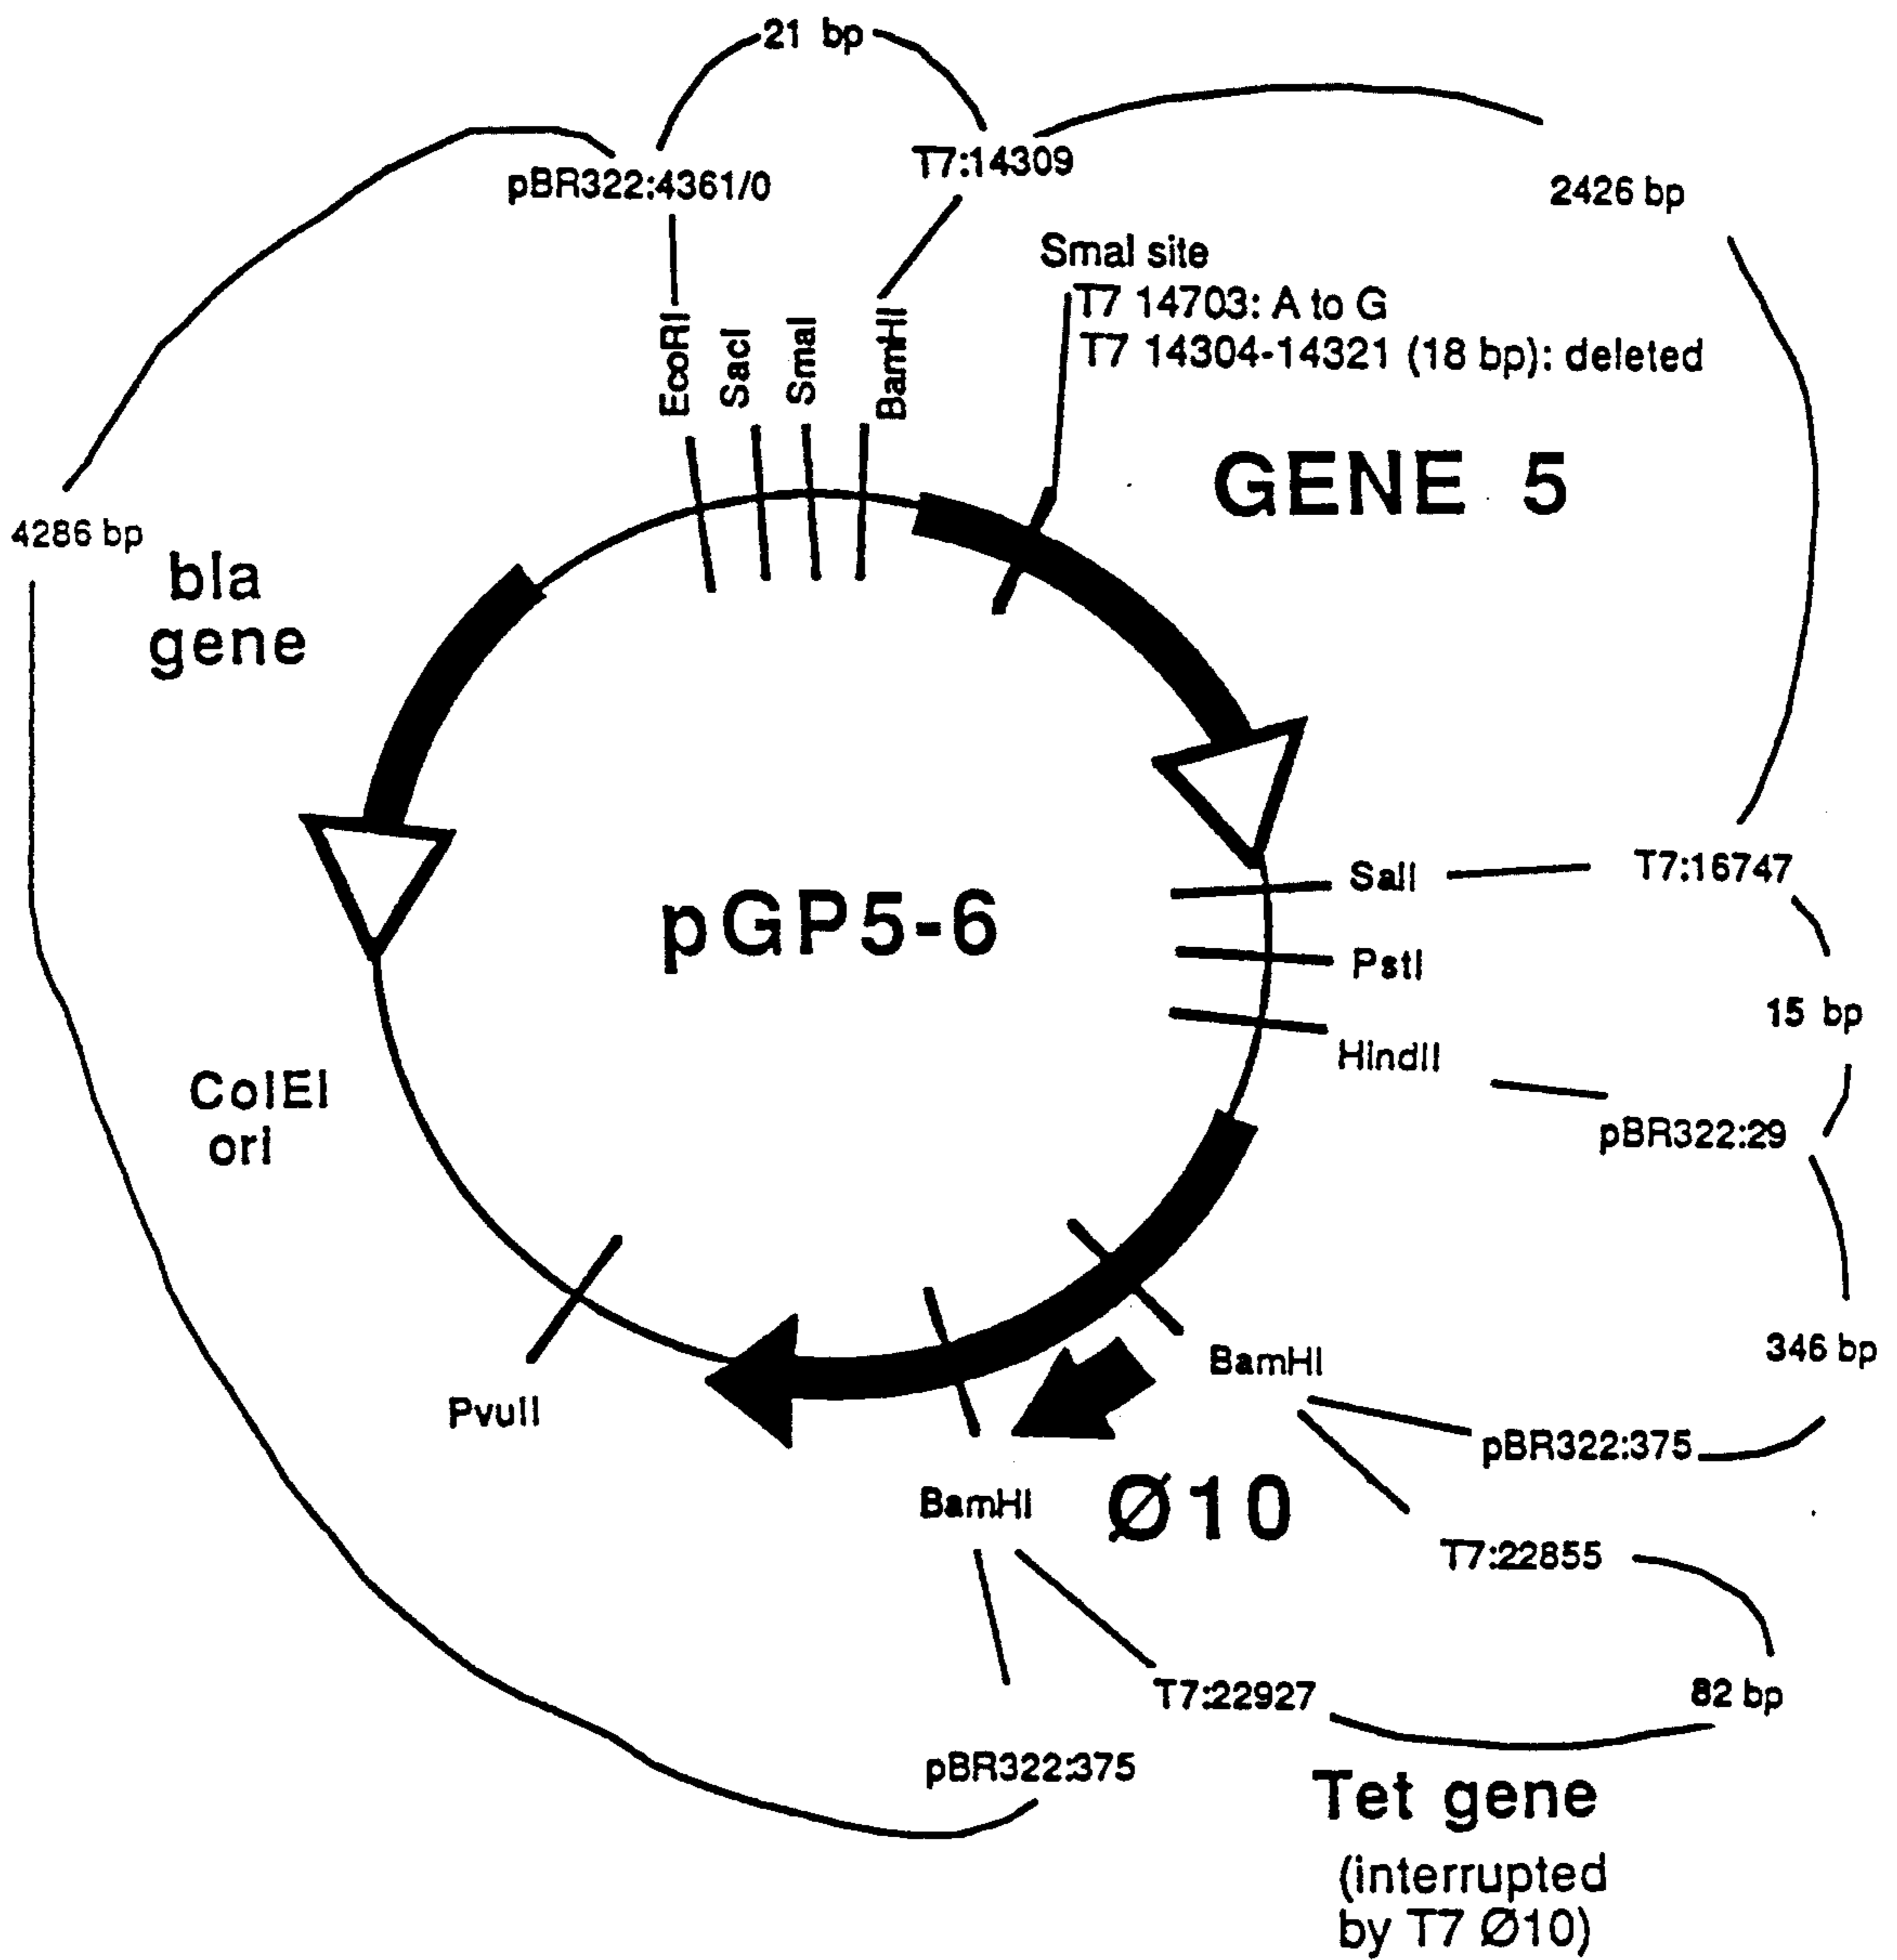 21 bp
pBR322:4361/0
T7:14309
2426 bp
SmaI site
T7 14703: A to G
T7 14304-14321 (18 bp): deleted
EcoRI
SacI
SmaI
BamHI
GENE 5
4286 bp
bla
gene
pGP5-6
SalI
T7:16747
PstI
15 bp
HindII
pBR322:29
ColEI
ori
346 bp
BamHI
PvuII
pBR322:375
BamHI
Ø10
T7:22855
T7:22927
82 bp
pBR322:375
Tet gene
(interrupted
by T7 Ø10)